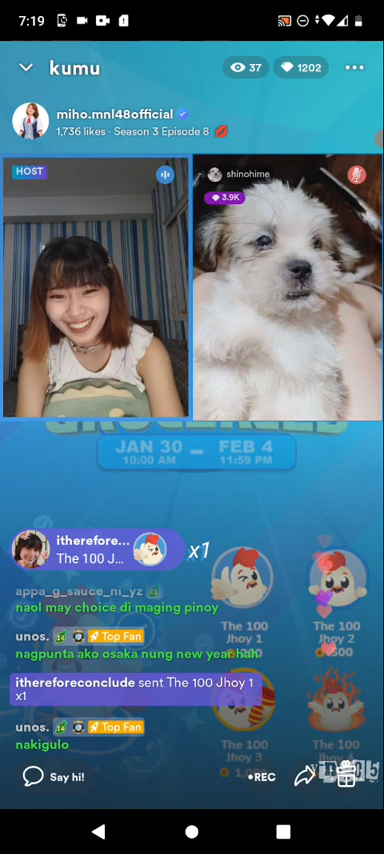 7:19
kumu
37
1202
miho.mnl48official
1,736 likes · Season 3 Episode 8
HOST
shinohime
3.9K
JAN 30 – FEB 4
10:00 AM 11:59 PM
ithereforе...
The 100 J...
x1
appa_g_sauce_ni_yz
naol may choice di maging pinoy
unos. Top Fan
nagpunta ako osaka nung new year hah
ithereforeconclude sent The 100 Jhoy 1
x1
unos. Top Fan
nakigulo
The 100
Jhoy 1
The 100
Jhoy 2
500
The 100
Jhoy 3
The 100
Jhoy 4
Say hi!
•REC